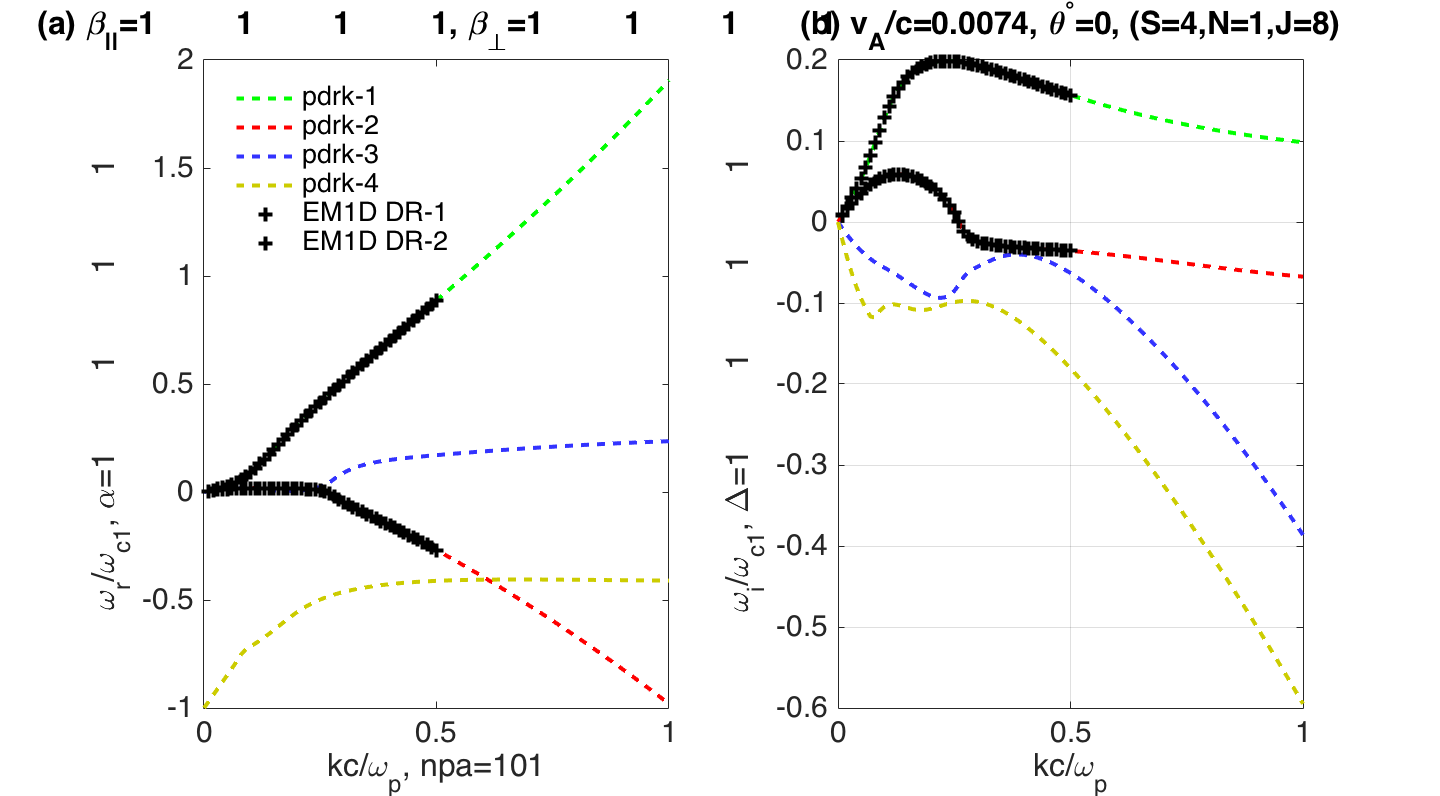 (a) β||=1 1 1 1, β⊥=1 1 1 (b) vA/c=0.0074, θ°=0, (S=4,N=1,J=8)
2
1.5
1
0.5
0
-0.5
-1
ωr/ωc1, α=1 1 1 1
pdrk-1
pdrk-2
pdrk-3
pdrk-4
EM1D DR-1
EM1D DR-2
0 0.5 1
kc/ωp, npa=101
0.2
0.1
0
-0.1
-0.2
-0.3
-0.4
-0.5
-0.6
ωi/ωc1, Δ=1 1 1 1
0 0.5 1
kc/ωp